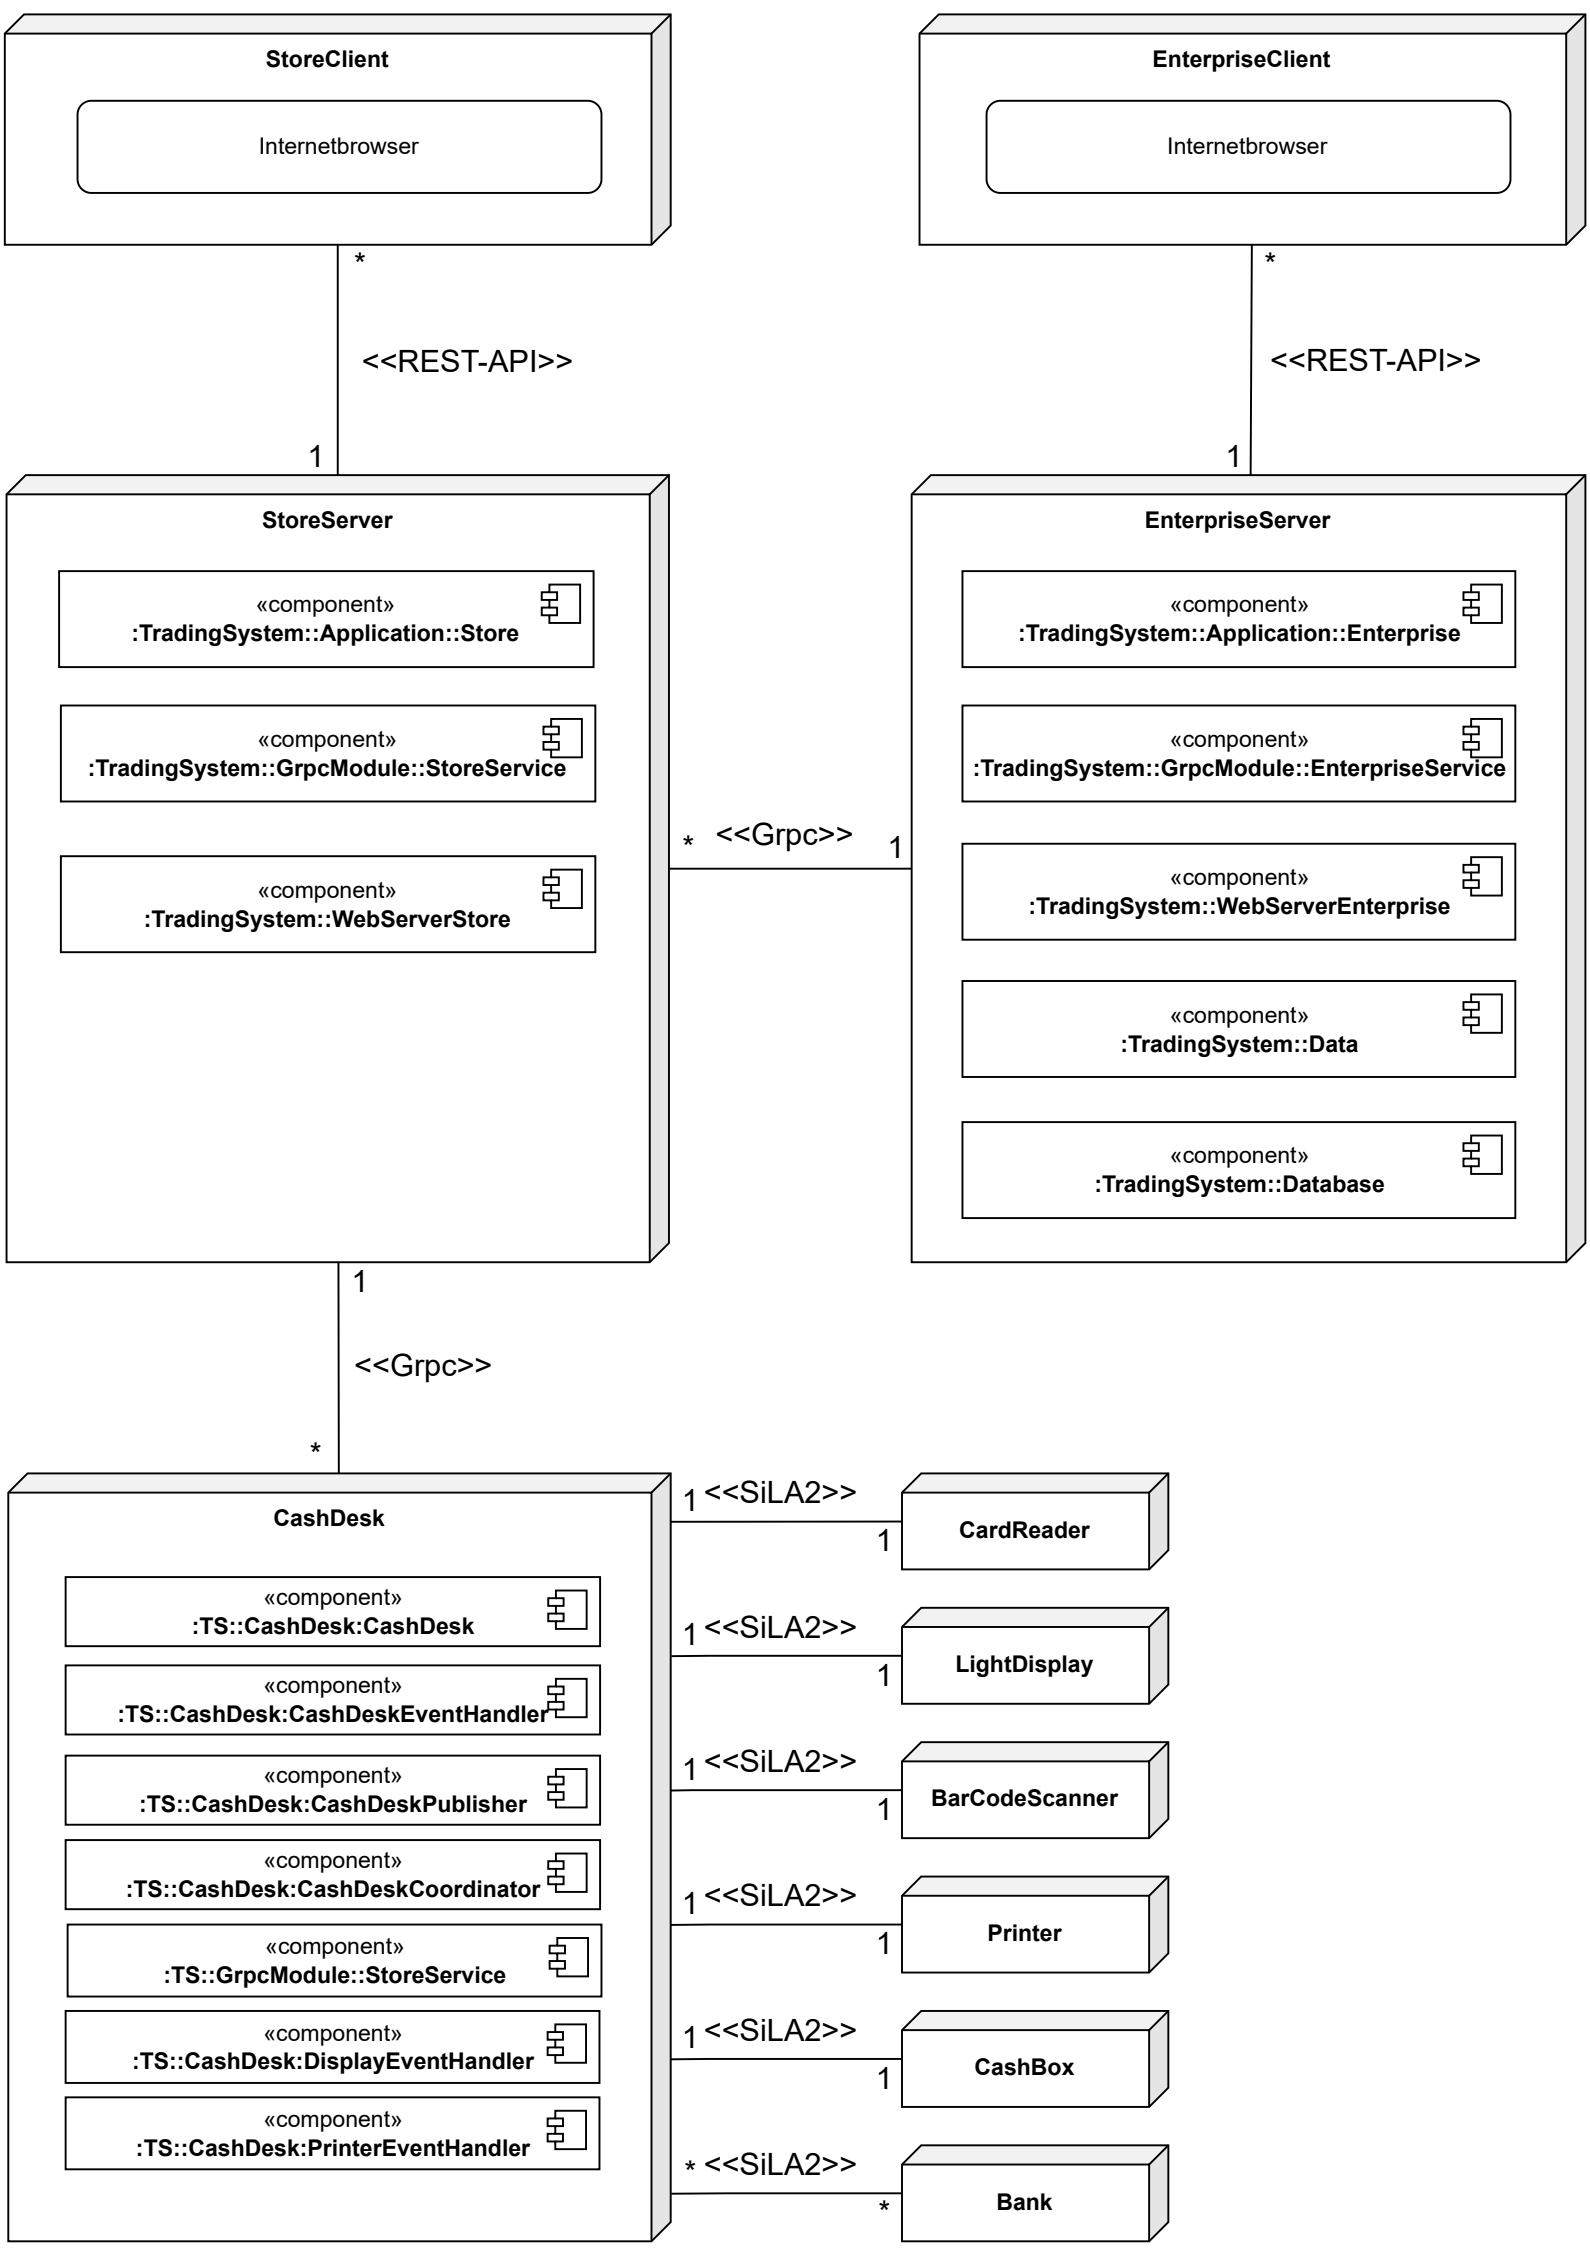 StoreClient
Internetbrowser
EnterpriseClient
Internetbrowser
*
<<REST-API>>
1
*
<<REST-API>>
1
StoreServer
«component»
:TradingSystem::Application::Store
«component»
:TradingSystem::GrpcModule::StoreService
«component»
:TradingSystem::WebServerStore
* <<Grpc>> 1
EnterpriseServer
«component»
:TradingSystem::Application::Enterprise
«component»
:TradingSystem::GrpcModule::EnterpriseService
«component»
:TradingSystem::WebServerEnterprise
«component»
:TradingSystem::Data
«component»
:TradingSystem::Database
1
<<Grpc>>
*
CashDesk
«component»
:TS::CashDesk:CashDesk
«component»
:TS::CashDesk:CashDeskEventHandler
«component»
:TS::CashDesk:CashDeskPublisher
«component»
:TS::CashDesk:CashDeskCoordinator
«component»
:TS::GrpcModule::StoreService
«component»
:TS::CashDesk:DisplayEventHandler
«component»
:TS::CashDesk:PrinterEventHandler
1 <<SiLA2>>
1
CardReader
1 <<SiLA2>>
1
LightDisplay
1 <<SiLA2>>
1
BarCodeScanner
1 <<SiLA2>>
1
Printer
1 <<SiLA2>>
1
CashBox
* <<SiLA2>>
*
Bank